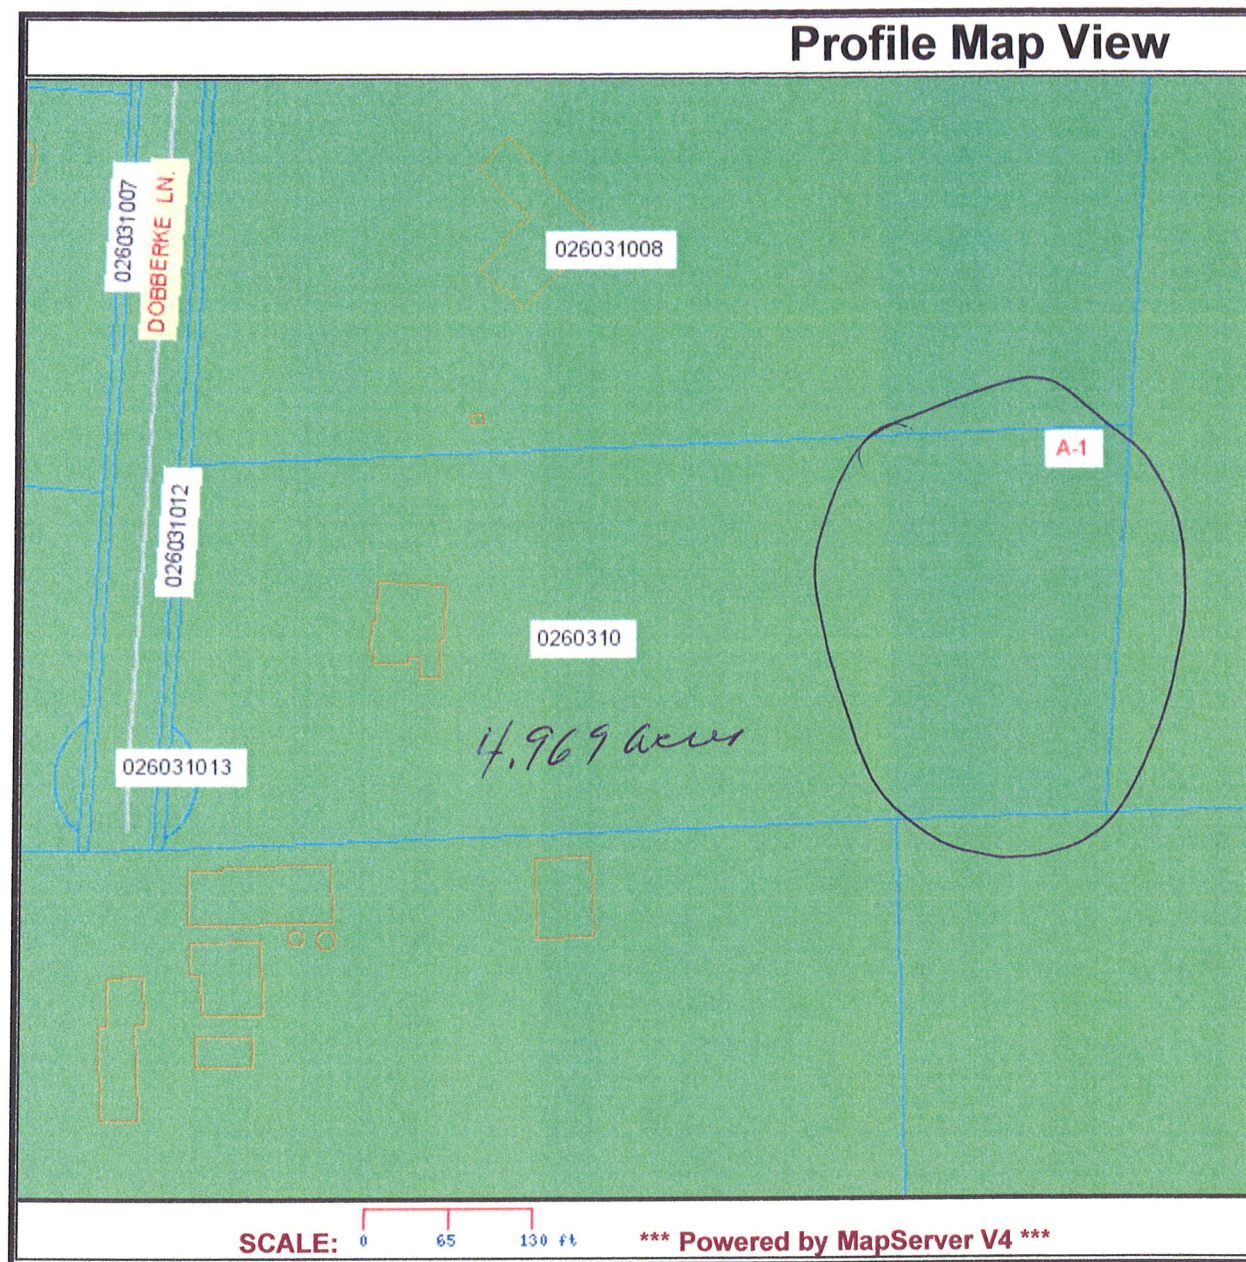 Profile Map View
026031007
DOBBERKE LN.
026031008
A-1
026031012
0260310
4.969 acres
026031013
SCALE: 0 65 130 ft *** Powered by MapServer V4 ***